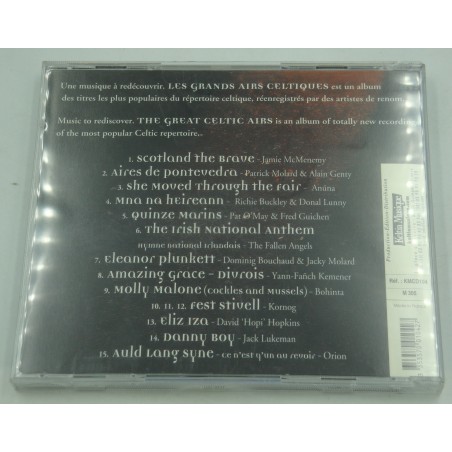 Une musique à redécouvrir, LES GRANDS AIRS CELTIQUES est un album
des titres les plus populaires du répertoire celtique, réenregistrés par des artistes de renom
Music to rediscover. THE GREAT CELTIC AIRS is an album of totally new recording
of the most popular Celtic repertoire..
1. Scotland the Brave - Jamie McMenemy
2. Aires de Pontevedra - Patrick Molard & Alain Genty
3. She Moved Through the Fair - Anúna
4. Mna na heireann - Richie Buckley & Donal Lunny
5. Quinze Marins - Pat O'May & Fred Guichen
6. The Irish National Anthem
hymne national irlandais - The Fallen Angels
7. Eleanor Plunkett - Dominig Bouchaud & Jacky Molard
8. Amazing Grace - Divrois - Yann-Fañch Kemener
9. Molly Malone (cockles and mussels) - Bohinta
10. 11. 12. Fest Stivell - Kornog
13. Eliz Iza - David 'Hopi' Hopkins
14. Danny Boy - Jack Lukeman
15. Auld Lang Syne - ce n'est q'un au revoir - Orion
Keltia Musique